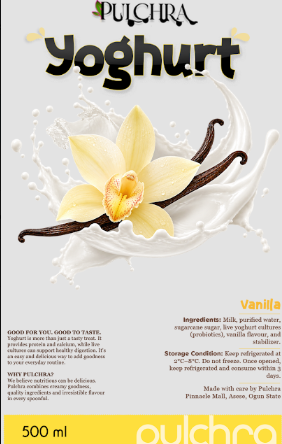 PULCHRA
Yoghurt
Vanilla
Ingredients: Milk, purified water,
sugarcane sugar, live yoghurt cultures
(probiotics), vanilla flavour, and
stabiliser.
Storage Condition: Keep refrigerated at
2°C–8°C. Do not freeze. Once opened,
keep refrigerated and consume within 3
days.
Made with care by Pulchra
Pinnacle Mall, Asese, Ogun State
GOOD FOR YOU. GOOD TO TASTE.
Yoghurt is more than just a tasty treat. It
provides protein and calcium, while live
cultures can support healthy digestion. It's
an easy and delicious way to add goodness
to your everyday routine.
WHY PULCHRA?
We believe nutritious can be delicious.
Pulchra combines creamy goodness,
quality ingredients and irresistible flavour
in every spoonful.
500 ml
pulchra